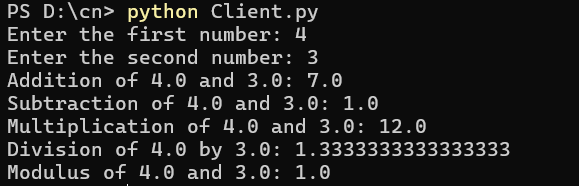 PS D:\cn> python Client.py
Enter the first number: 4
Enter the second number: 3
Addition of 4.0 and 3.0: 7.0
Subtraction of 4.0 and 3.0: 1.0
Multiplication of 4.0 and 3.0: 12.0
Division of 4.0 by 3.0: 1.3333333333333333
Modulus of 4.0 and 3.0: 1.0